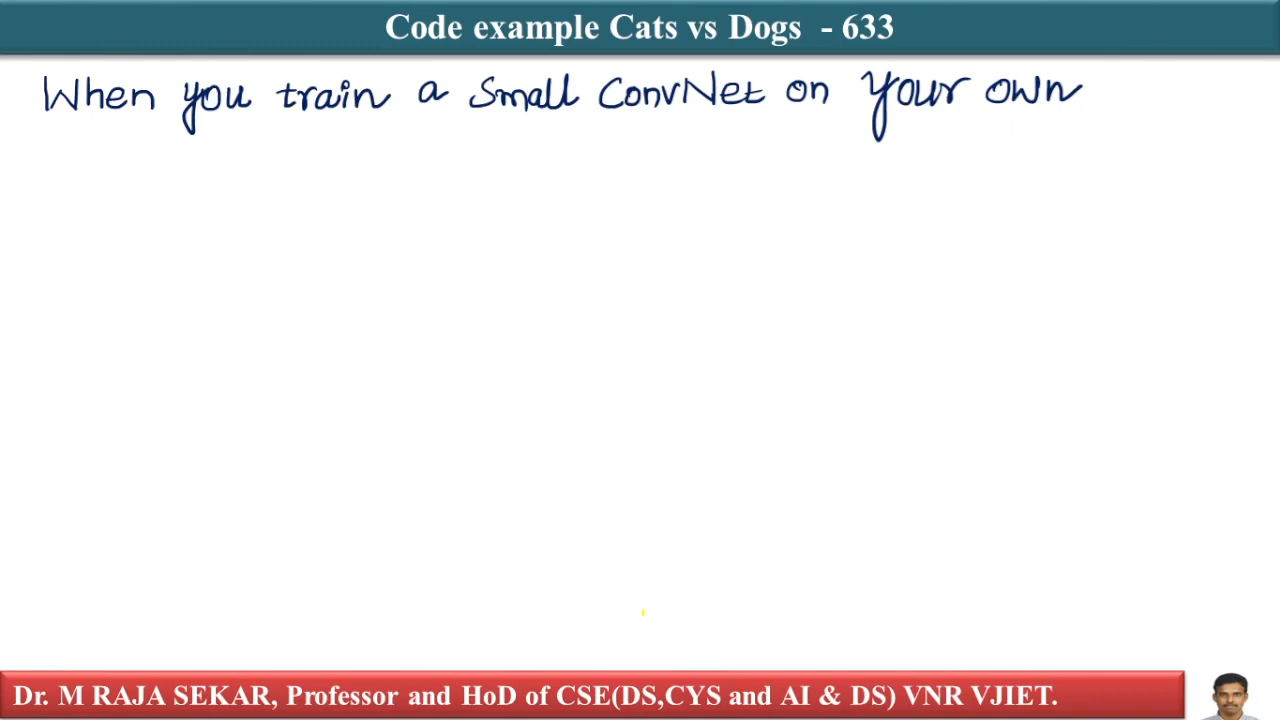 Code example Cats vs Dogs - 633
When you train a Small ConvNet on Your own
Dr. M RAJA SEKAR, Professor and HoD of CSE(DS,CYS and AI & DS) VNR VJIET.